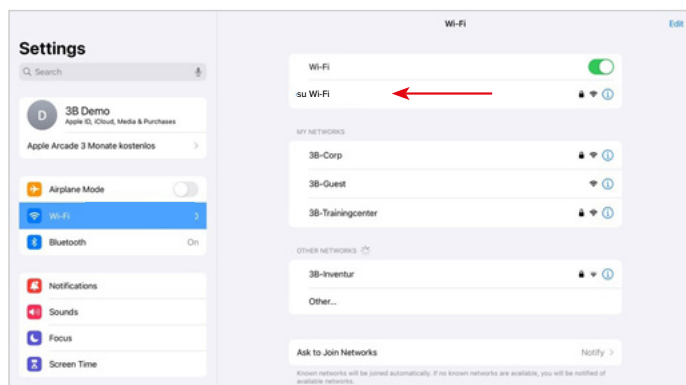 Wi-Fi
Edit
Settings
Search
D
3B Demo
Apple ID, iCloud, Media & Purchases
Apple Arcade 3 Monate kostenlos
Airplane Mode
Wi-Fi
Bluetooth On
Notifications
Sounds
Focus
Screen Time
Wi-Fi
su Wi-Fi
MY NETWORKS
3B-Corp
3B-Guest
3B-Trainingcenter
OTHER NETWORKS
3B-Inventur
Other...
Ask to Join Networks Notify
Known networks will be joined automatically. If no known networks are available, you will be notified of
available networks.